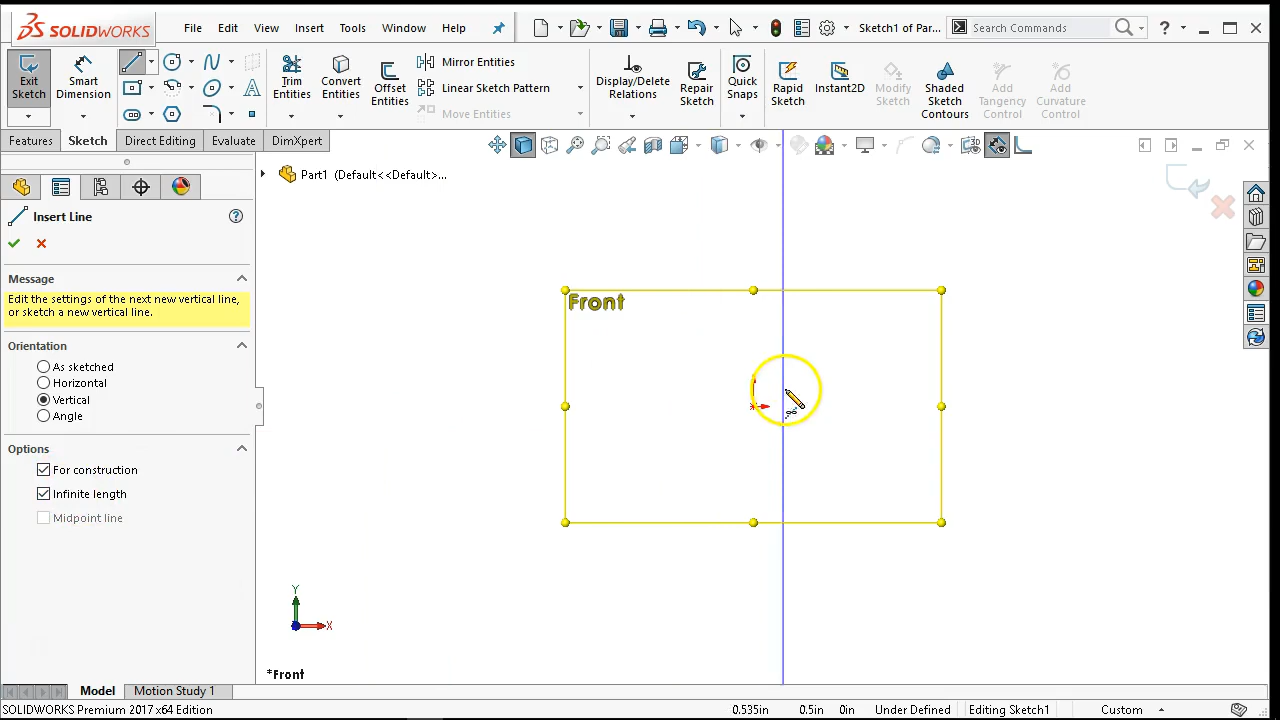 SOLIDWORKS
File Edit View Insert Tools Window Help
Sketch1 of Par...
Search Commands
?
Exit Sketch
Smart Dimension
Trim Entities
Convert Entities
Offset Entities
Mirror Entities
Linear Sketch Pattern
Move Entities
Display/Delete Relations
Repair Sketch
Quick Snaps
Rapid Sketch
Instant2D
Modify Sketch
Shaded Sketch Contours
Add Tangency Control
Add Curvature Control
Features Sketch Direct Editing Evaluate DimXpert
Part1 (Default<<Default>...
Insert Line
?
Message
Edit the settings of the next new vertical line,
or sketch a new vertical line.
Orientation
As sketched
Horizontal
Vertical
Angle
Options
For construction
Infinite length
Midpoint line
Front
Y
X
*Front
Model Motion Study 1
SOLIDWORKS Premium 2017 x64 Edition 0.535in 0.5in 0in Under Defined Editing Sketch1 Custom